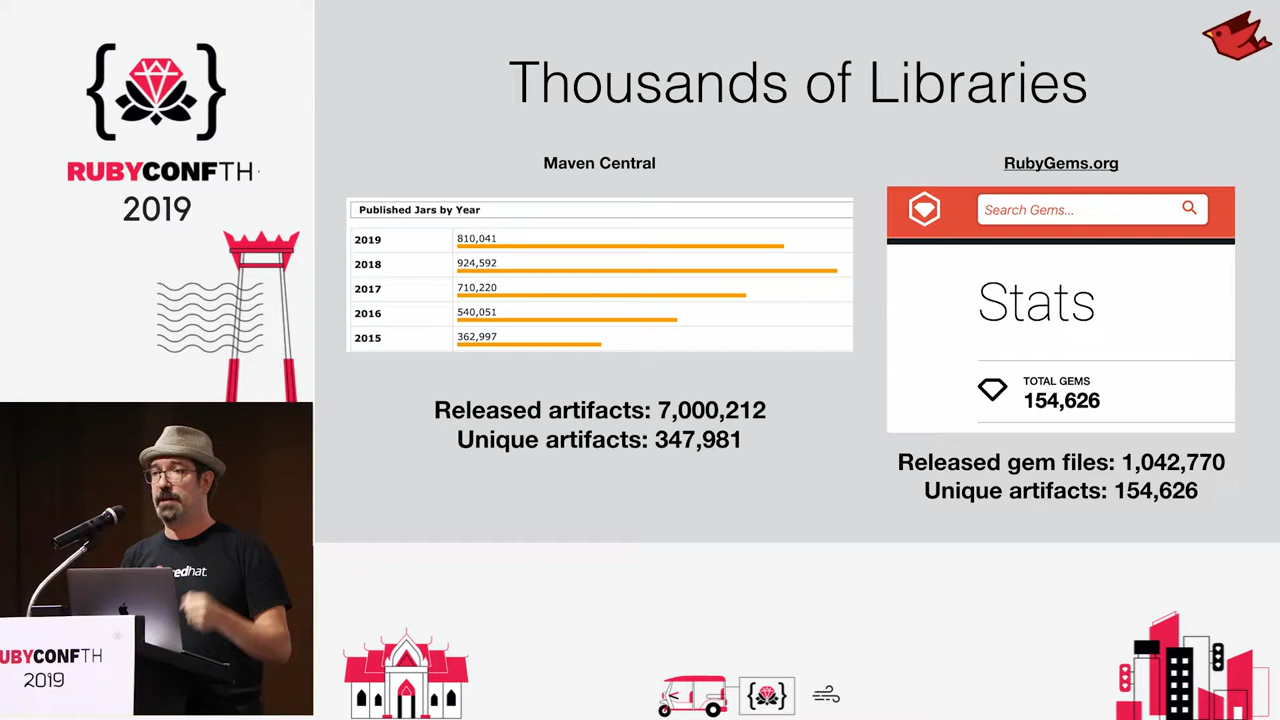 RUBYCONFTH
2019
Thousands of Libraries
Maven Central
Published Jars by Year
2019 810,041
2018 924,592
2017 710,220
2016 540,051
2015 362,997
Released artifacts: 7,000,212
Unique artifacts: 347,981
RubyGems.org
Search Gems...
Stats
TOTAL GEMS
154,626
Released gem files: 1,042,770
Unique artifacts: 154,626
redhat.
UBYCONFTH
2019